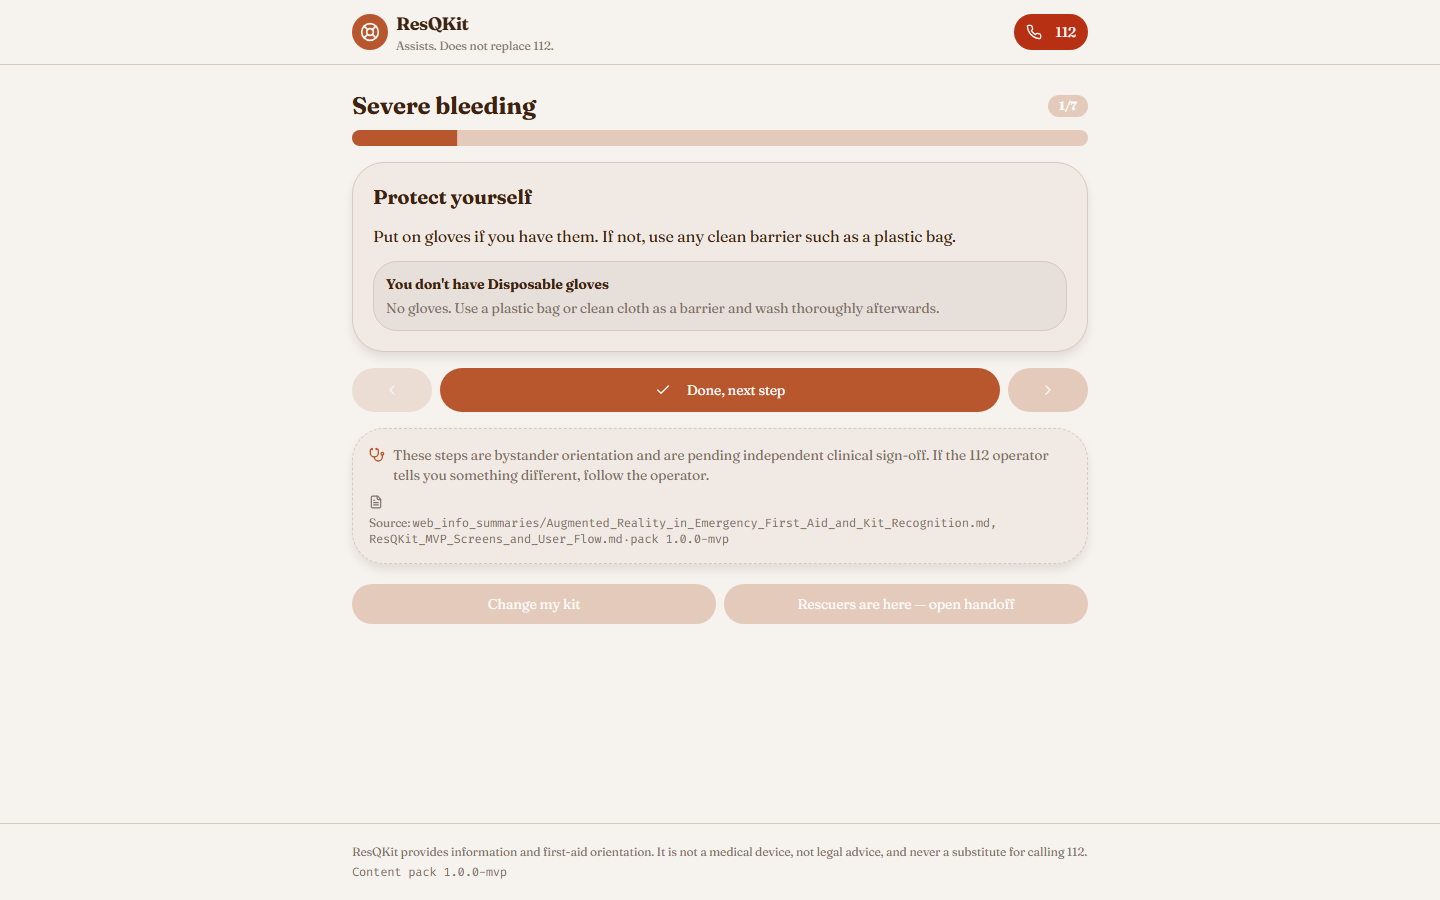 ResQKit
Assists. Does not replace 112.
112
Severe bleeding
1/7
Protect yourself
Put on gloves if you have them. If not, use any clean barrier such as a plastic bag.
You don't have Disposable gloves
No gloves. Use a plastic bag or clean cloth as a barrier and wash thoroughly afterwards.
Done, next step
These steps are bystander orientation and are pending independent clinical sign-off. If the 112 operator
tells you something different, follow the operator.
Source: web_info_summaries/Augmented_Reality_in_Emergency_First_Aid_and_Kit_Recognition.md,
ResQKit_MVP_Screens_and_User_Flow.md · pack 1.0.0-mvp
Change my kit
Rescuers are here — open handoff
ResQKit provides information and first-aid orientation. It is not a medical device, not legal advice, and never a substitute for calling 112.
Content pack 1.0.0-mvp